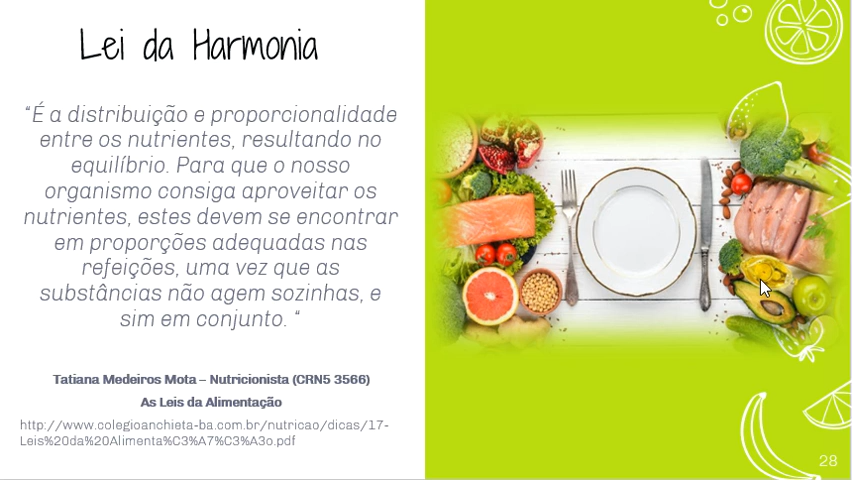 Lei da Harmonia
“É a distribuição e proporcionalidade
entre os nutrientes, resultando no
equilíbrio. Para que o nosso
organismo consiga aproveitar os
nutrientes, estes devem se encontrar
em proporções adequadas nas
refeições, uma vez que as
substâncias não agem sozinhas, e
sim em conjunto. “
Tatiana Medeiros Mota – Nutricionista (CRN5 3566)
As Leis da Alimentação
http://www.colegioanchieta-ba.com.br/nutricao/dicas/17-
Leis%20da%20Alimenta%C3%A7%C3%A3o.pdf
28